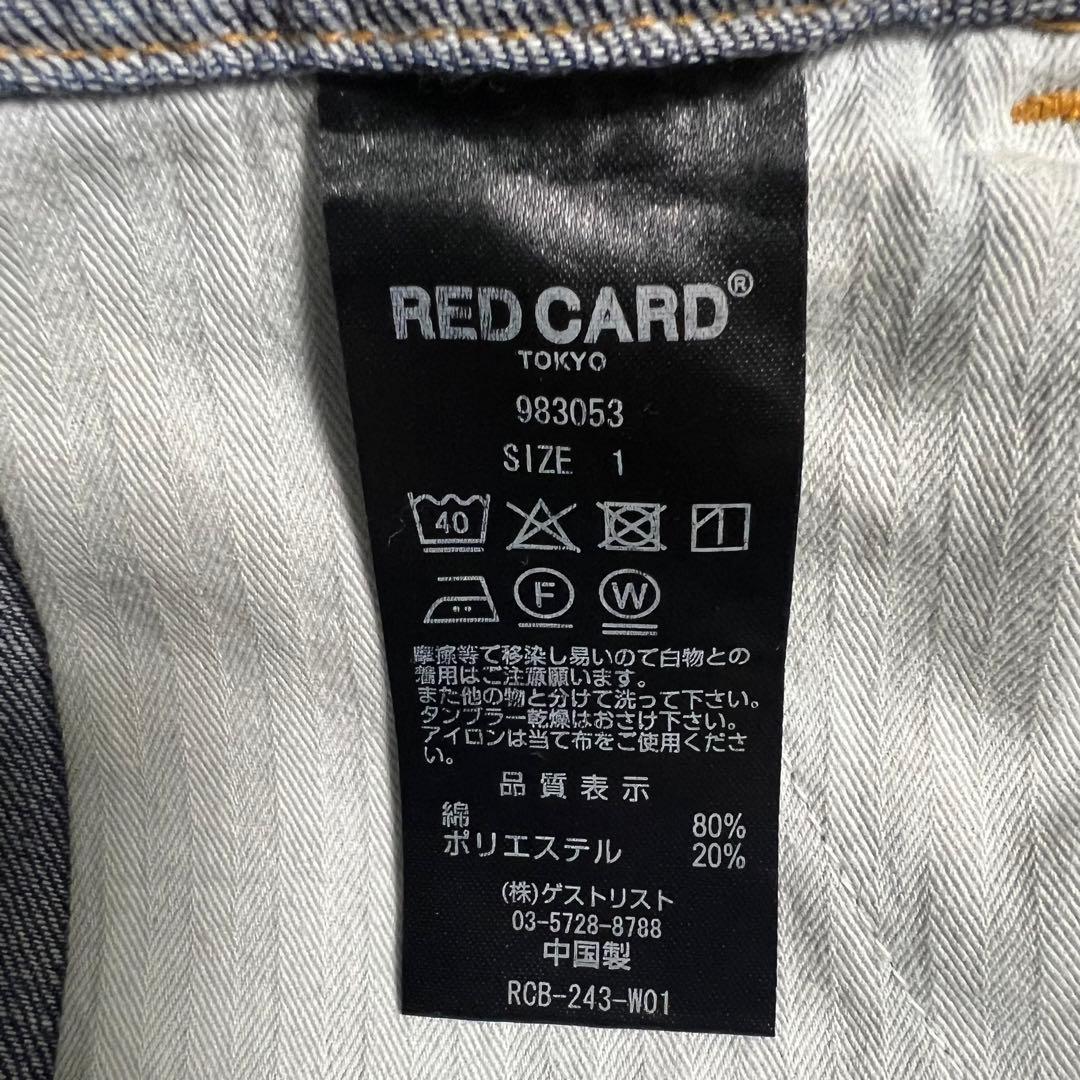 RED CARD®
TOKYO
983053
SIZE 1
40
F W
摩擦等で移染し易いので白物との
着用はご注意願います。
また他の物と分けて洗って下さい。
タンブラー乾燥はおさけ下さい。
アイロンは当て布をご使用くださ
い。
品質表示
綿 80%
ポリエステル 20%
(株)ゲストリスト
03-5728-8788
中国製
RCB-243-W01